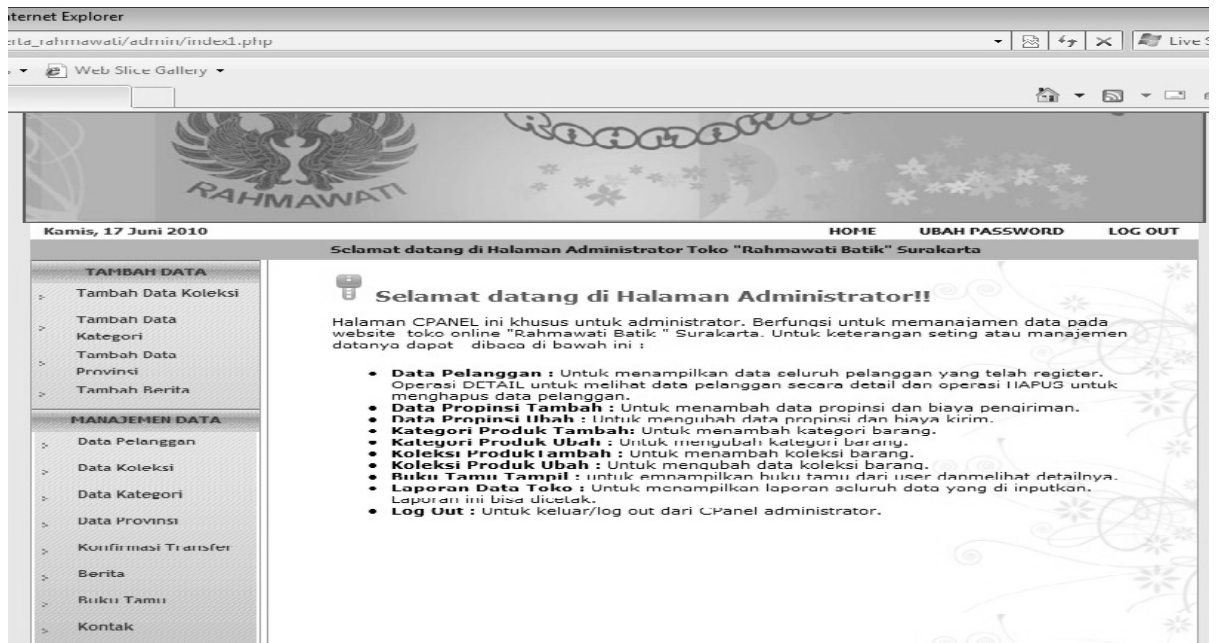 Internet Explorer
rta_rahmawati/admin/index1.php
Live S
Web Slice Gallery
Rahmawati
RAHMAWATI
Kamis, 17 Juni 2010
HOME UBAH PASSWORD LOG OUT
Selamat datang di Halaman Administrator Toko "Rahmawati Batik" Surakarta
TAMBAH DATA
Tambah Data Koleksi
Tambah Data
Kategori
Tambah Data
Provinsi
Tambah Berita
MANAJEMEN DATA
Data Pelanggan
Data Koleksi
Data Kategori
Data Provinsi
Konfirmasi Transfer
Berita
Buku Tamu
Kontak
Selamat datang di Halaman Administrator!!
Halaman CPANEL ini khusus untuk administrator. Berfungsi untuk memanajamen data pada
website toko online "Rahmawati Batik " Surakarta. Untuk keterangan seting atau manajemen
datanya dapat dibaca di bawah ini :
• Data Pelanggan : Untuk menampilkan data seluruh pelanggan yang telah register.
Operasi DETAIL untuk melihat data pelanggan secara detail dan operasi HAPUS untuk
menghapus data pelanggan.
• Data Propinsi Tambah : Untuk menambah data propinsi dan biaya pengiriman.
• Data Propinsi Ubah : Untuk mengubah data propinsi dan biaya kirim.
• Kategori Produk Tambah: Untuk menambah kategori barang.
• Kategori Produk Ubah : Untuk mengubah kategori barang.
• Koleksi ProdukTambah : Untuk menambah koleksi barang.
• Koleksi Produk Ubah : Untuk mengubah data koleksi barang.
• Buku Tamu Tampil : untuk emnampilkan buku tamu dari user danmelihat detailnya.
• Laporan Data Toko : Untuk menampilkan laporan seluruh data yang di inputkan.
Laporan ini bisa dicetak.
• Log Out : Untuk keluar/log out dari CPanel administrator.